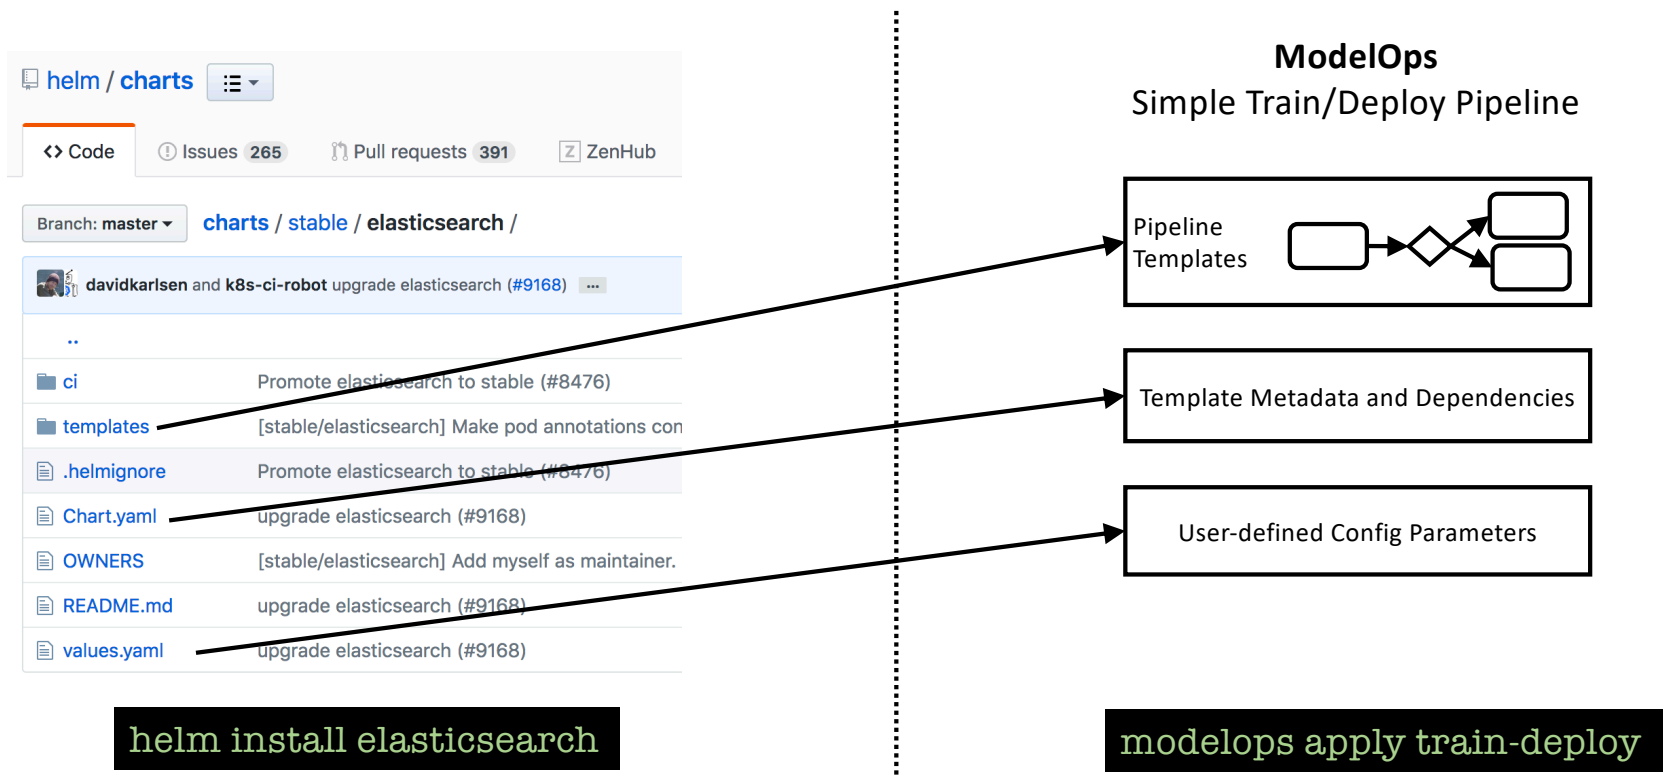 helm / charts
Code Issues 265 Pull requests 391 ZenHub
Branch: master charts / stable / elasticsearch /
davidkarlsen and k8s-ci-robot upgrade elasticsearch (#9168) ...
..
ci Promote elasticsearch to stable (#8476)
templates [stable/elasticsearch] Make pod annotations con
.helmignore Promote elasticsearch to stable (#8476)
Chart.yaml upgrade elasticsearch (#9168)
OWNERS [stable/elasticsearch] Add myself as maintainer.
README.md upgrade elasticsearch (#9168)
values.yaml upgrade elasticsearch (#9168)
helm install elasticsearch
ModelOps
Simple Train/Deploy Pipeline
Pipeline
Templates
Template Metadata and Dependencies
User-defined Config Parameters
modelops apply train-deploy